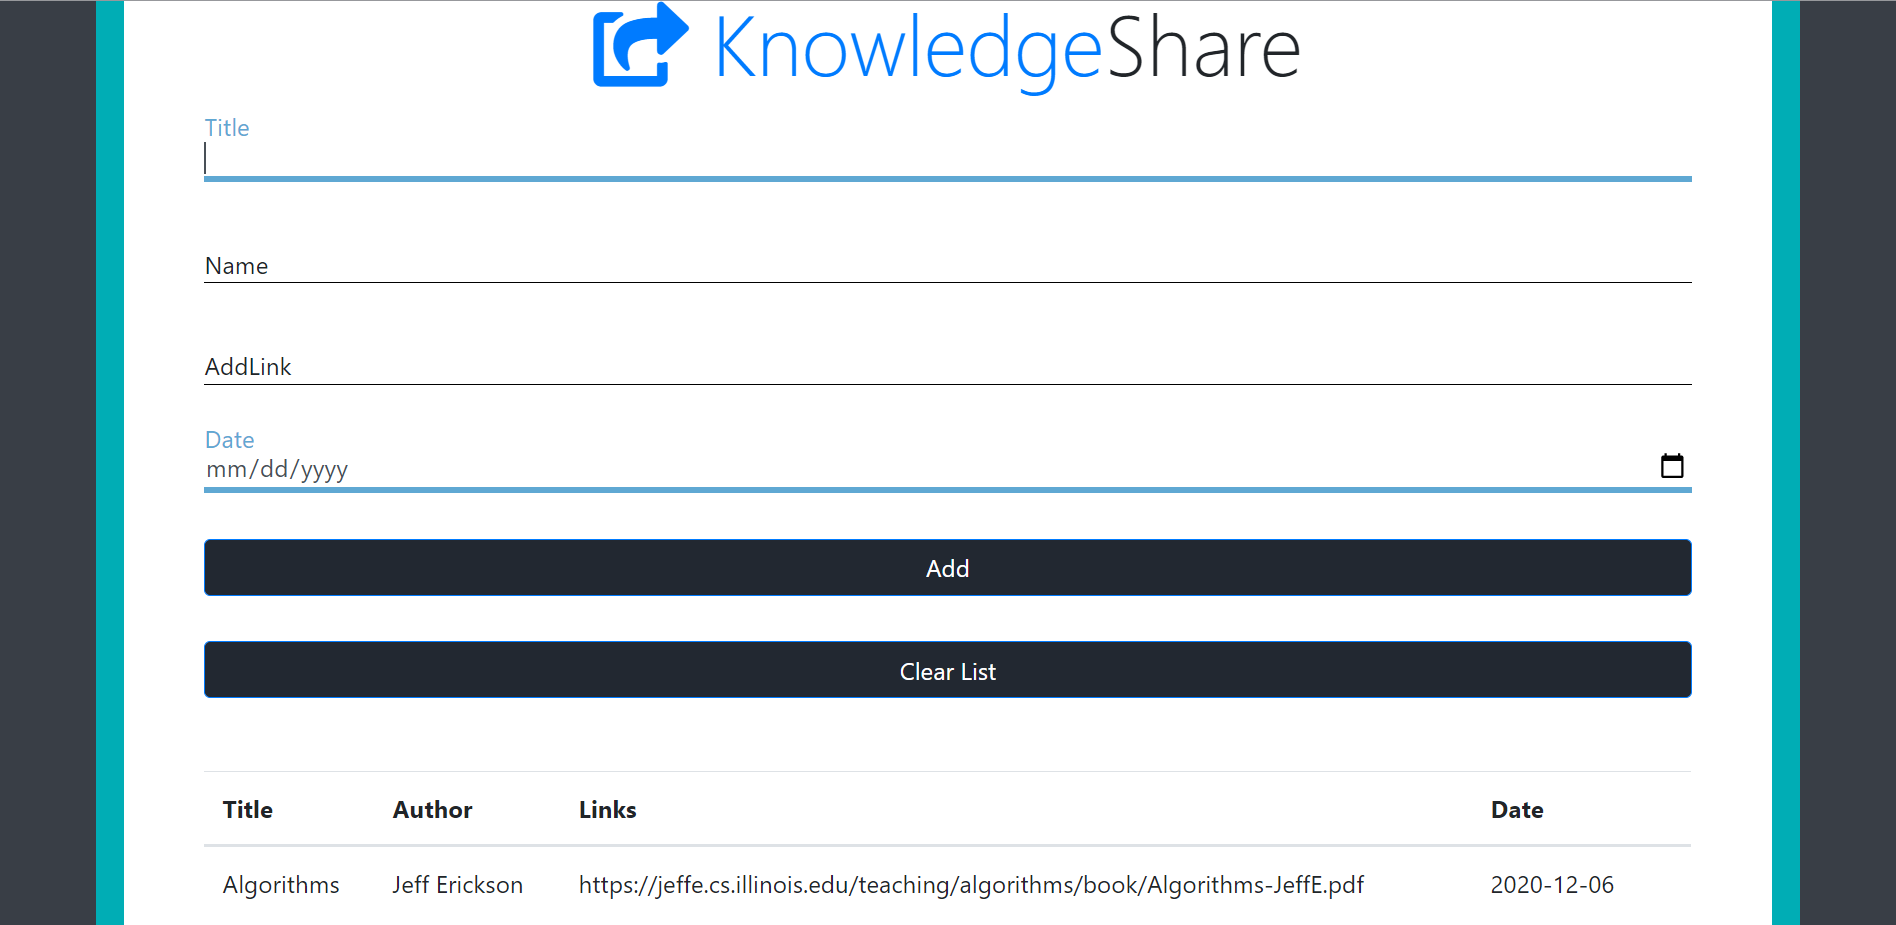 KnowledgeShare
Title
Name
AddLink
Date
mm/dd/yyyy
Add
Clear List
Title Author Links Date
Algorithms Jeff Erickson https://jeffe.cs.illinois.edu/teaching/algorithms/book/Algorithms-JeffE.pdf 2020-12-06